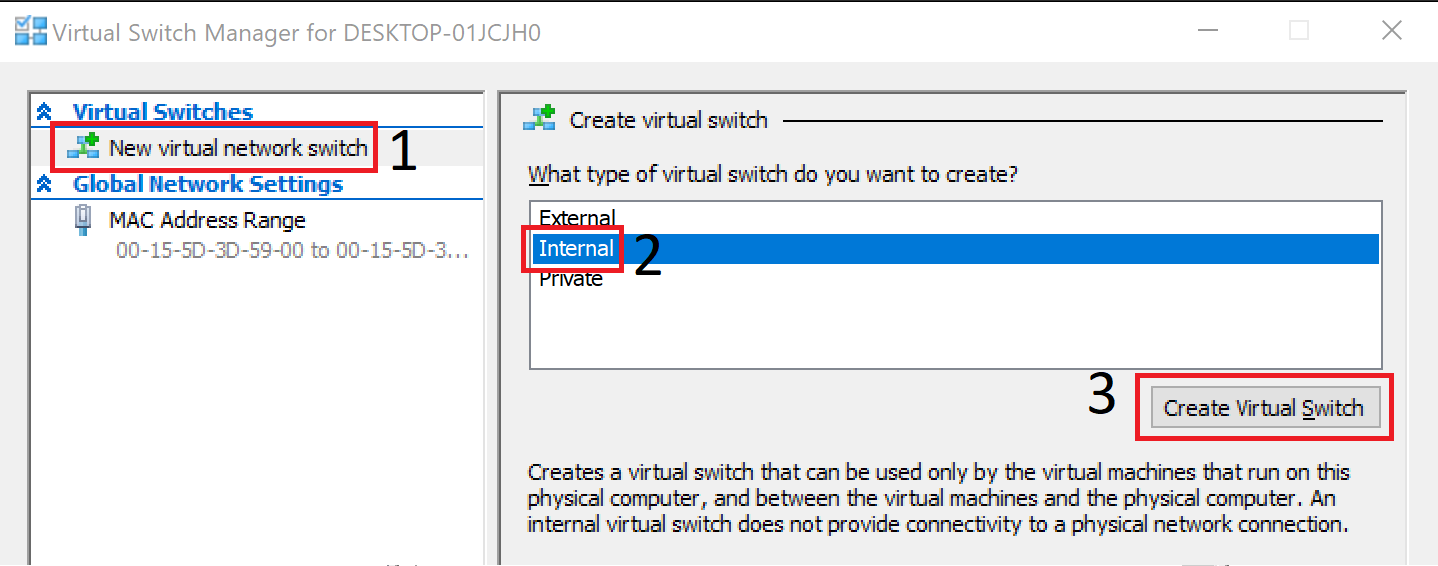 Virtual Switch Manager for DESKTOP-01JCJH0
Virtual Switches
New virtual network switch 1
Global Network Settings
MAC Address Range
00-15-5D-3D-59-00 to 00-15-5D-3...
Create virtual switch
What type of virtual switch do you want to create?
External
Internal 2
Private
3 Create Virtual Switch
Creates a virtual switch that can be used only by the virtual machines that run on this
physical computer, and between the virtual machines and the physical computer. An
internal virtual switch does not provide connectivity to a physical network connection.